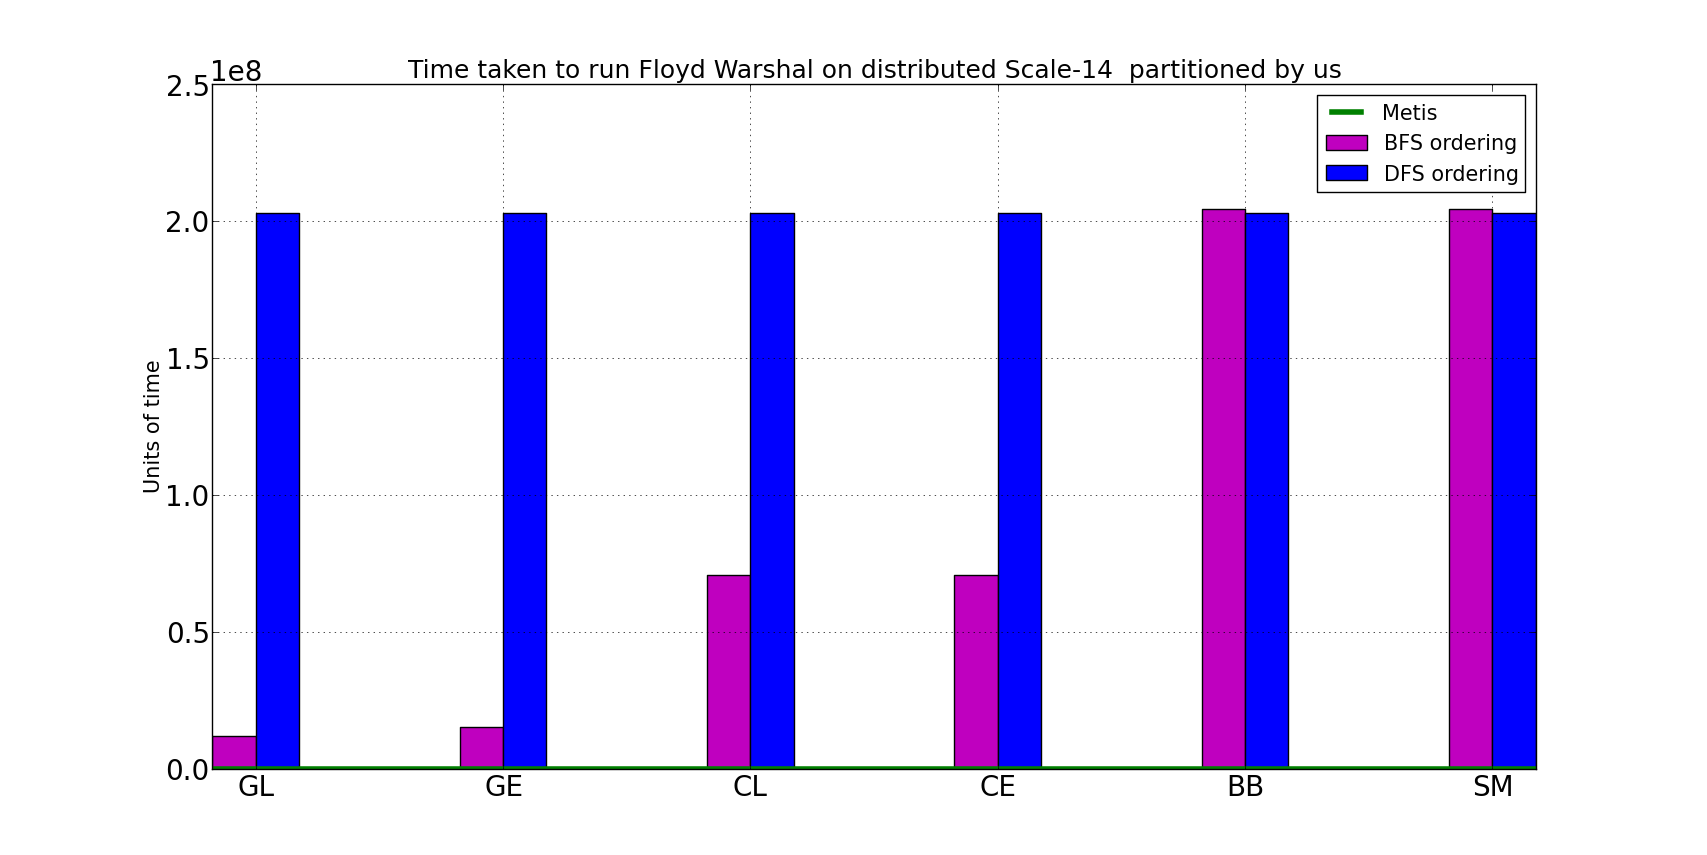 1e8
Time taken to run Floyd Warshal on distributed Scale-14  partitioned by us
2.5
2.0
1.5
1.0
0.5
0.0
Units of time
Metis
BFS ordering
DFS ordering
GL GE CL CE BB SM